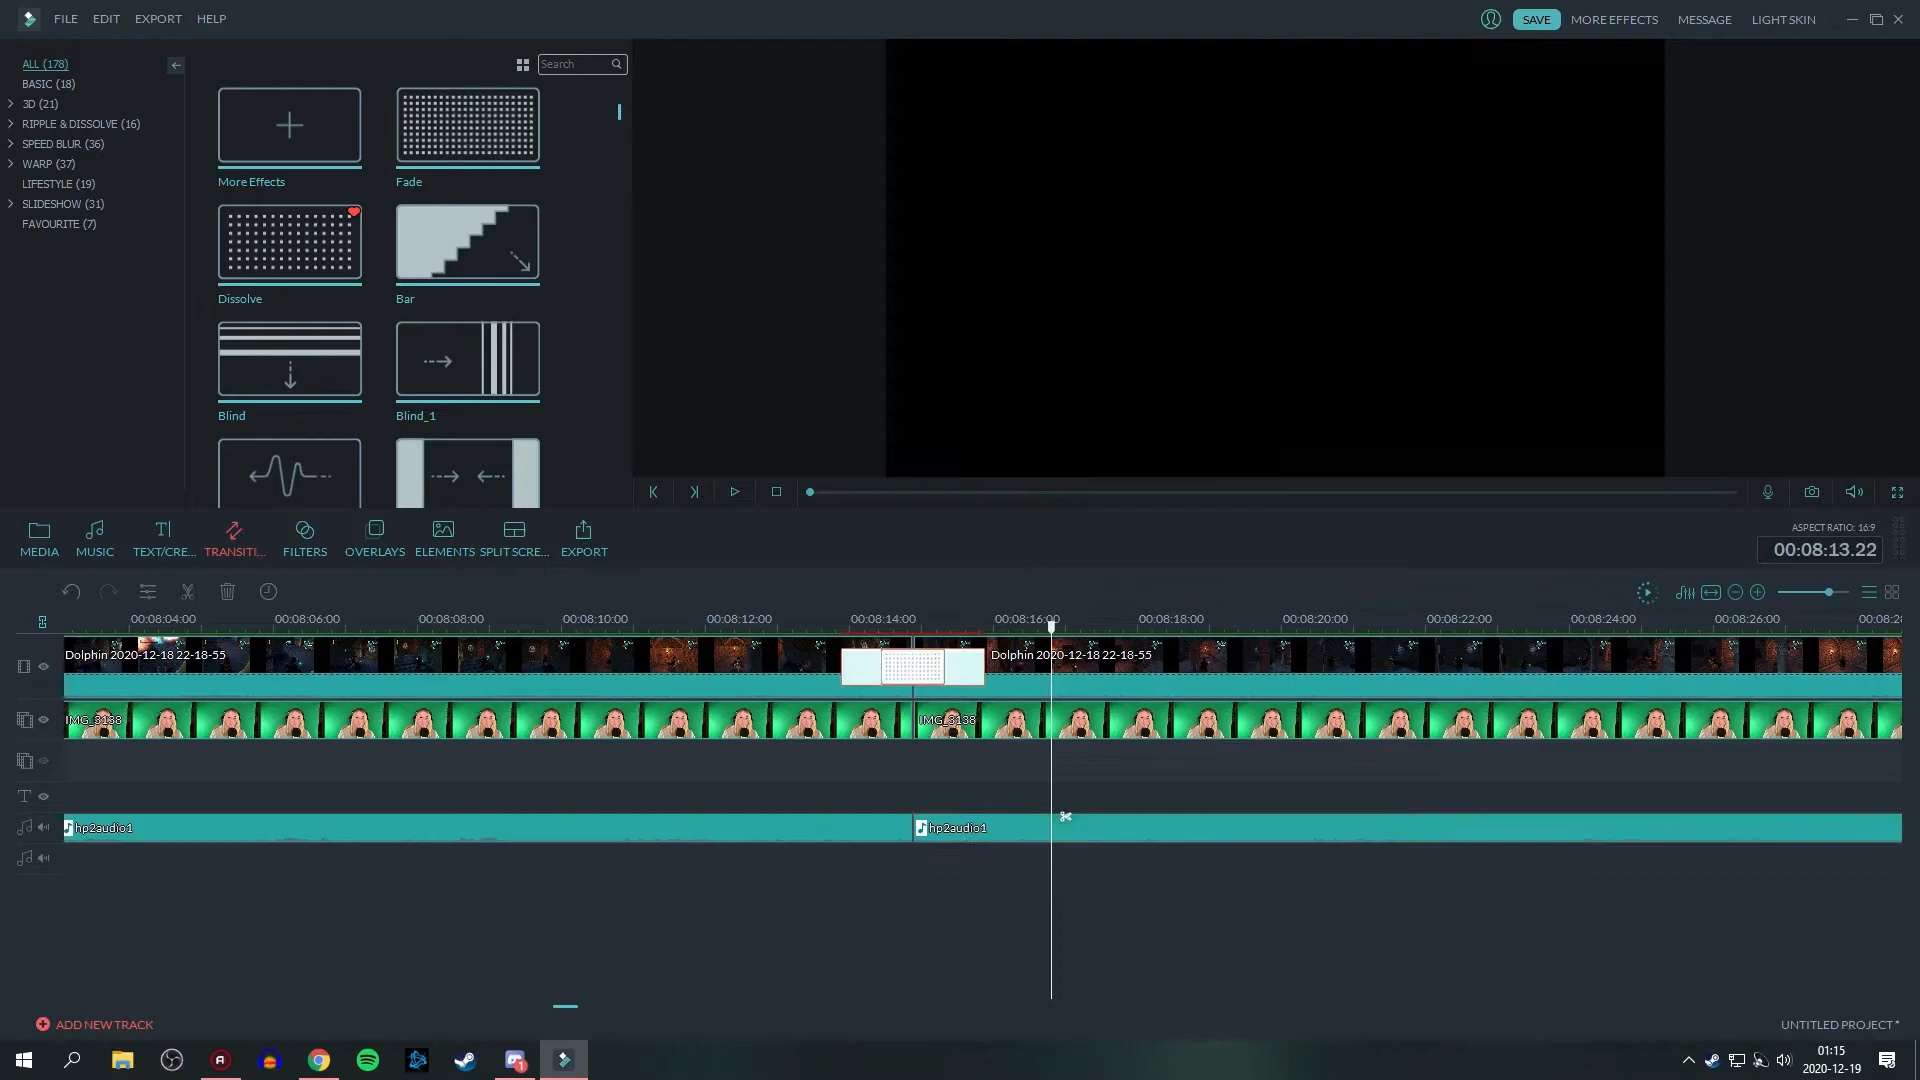 FILE EDIT EXPORT HELP
SAVE MORE EFFECTS MESSAGE LIGHT SKIN
ALL (178)
BASIC (18)
3D (21)
RIPPLE & DISSOLVE (16)
SPEED BLUR (36)
WARP (37)
LIFESTYLE (19)
SLIDESHOW (31)
FAVOURITE (7)
Search
More Effects
Fade
Dissolve
Bar
Blind
Blind_1
MEDIA
MUSIC
TEXT/CRE...
TRANSITI...
FILTERS
OVERLAYS
ELEMENTS
SPLIT SCRE...
EXPORT
ASPECT RATIO: 16:9
00:08:13.22
00:08:04:00 00:08:06:00 00:08:08:00 00:08:10:00 00:08:12:00 00:08:14:00 00:08:16:00 00:08:18:00 00:08:20:00 00:08:22:00 00:08:24:00 00:08:26:00 00:08:28
Dolphin 2020-12-18 22-18-55
Dolphin 2020-12-18 22-18-55
IMG_3138
IMG_3138
hp2audio1
hp2audio1
ADD NEW TRACK
UNTITLED PROJECT *
1
01:15
2020-12-19